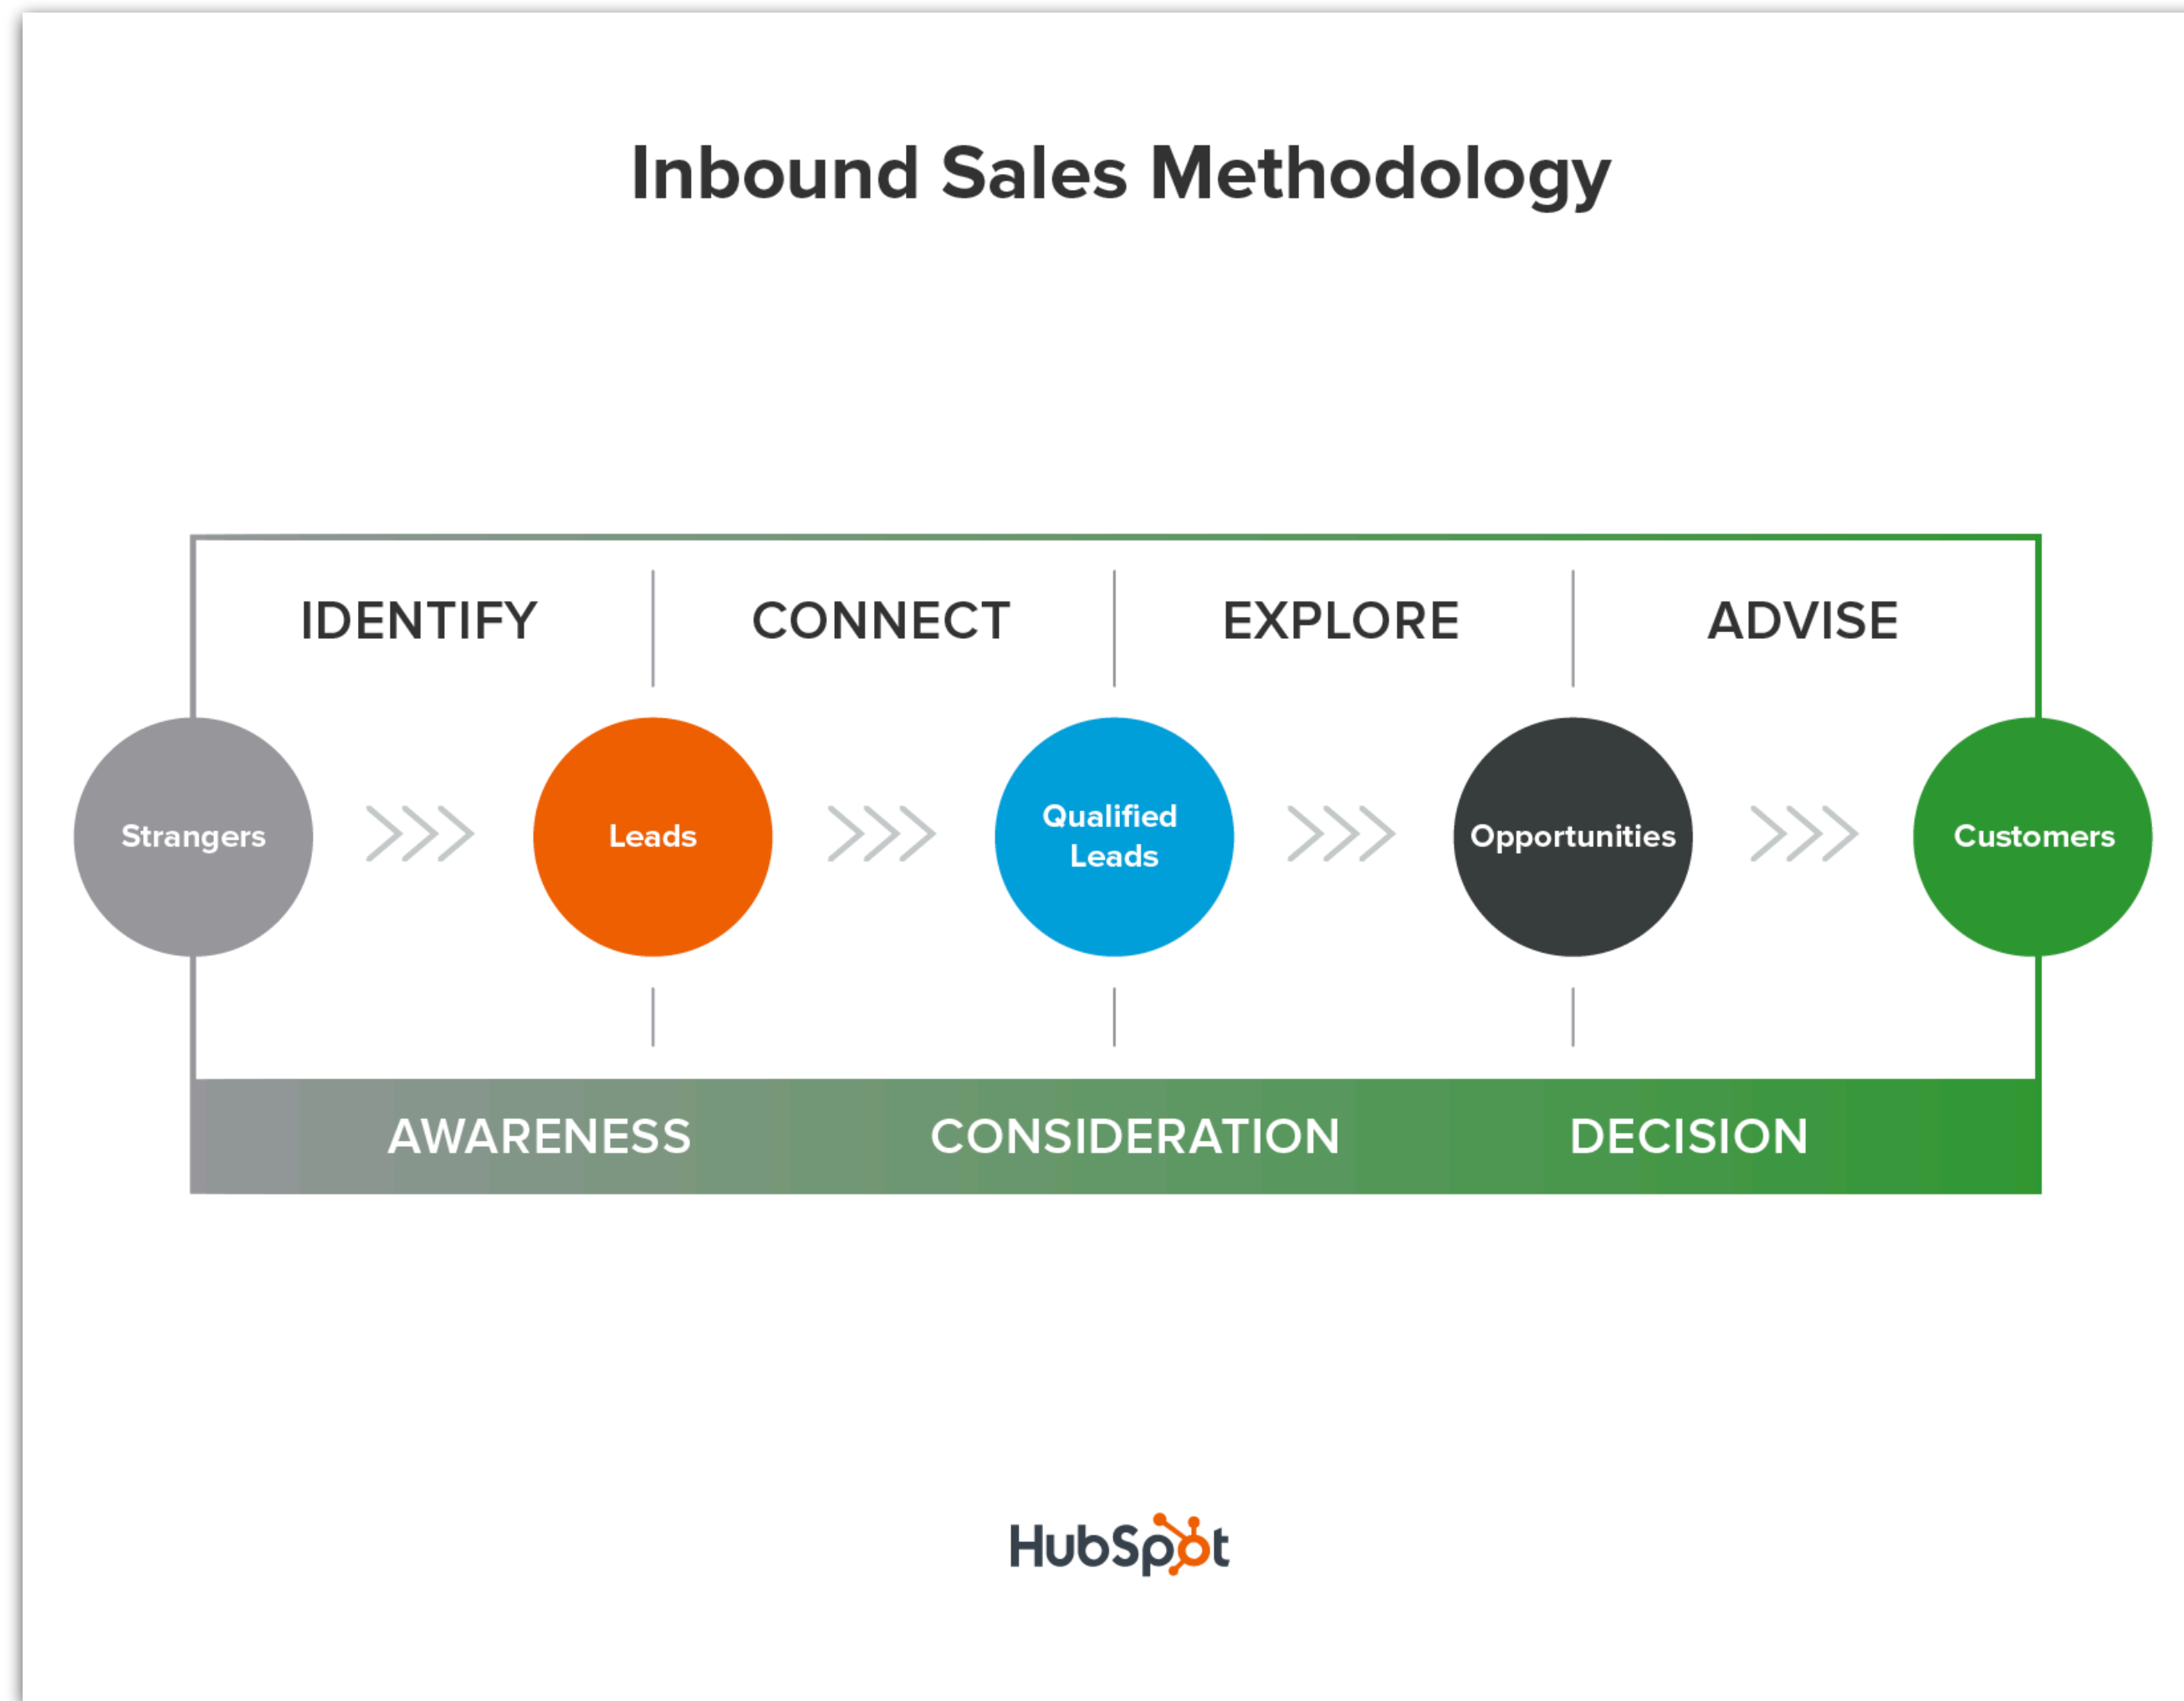 Inbound Sales Methodology
IDENTIFY
CONNECT
EXPLORE
ADVISE
Strangers
Leads
Qualified
Leads
Opportunities
Customers
AWARENESS
CONSIDERATION
DECISION
HubSpot